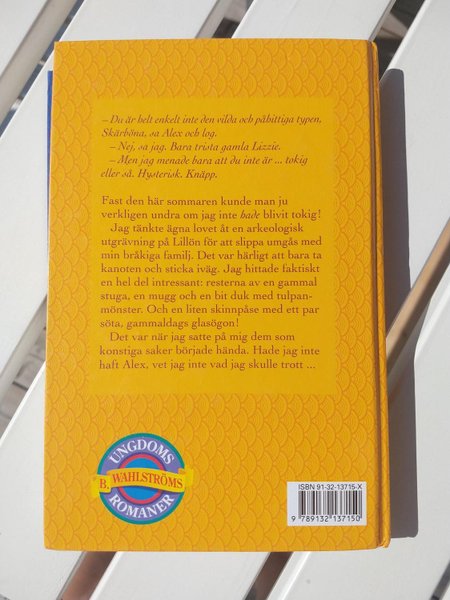 – Du är helt enkelt inte den vilda och påhittiga typen,
Skärböna, sa Alex och log.
– Nej, sa jag. Bara trista gamla Lizzie.
– Men jag menade bara att du inte är ... tokig
eller så. Hysterisk. Knäpp.
Fast den här sommaren kunde man ju
verkligen undra om jag inte hade blivit tokig!
Jag tänkte ägna lovet åt en arkeologisk
utgrävning på Lillön för att slippa umgås med
min bråkiga familj. Det var härligt att bara ta
kanoten och sticka iväg. Jag hittade faktiskt
en hel del intressant: resterna av en gammal
stuga, en mugg och en bit duk med tulpan-
mönster. Och en liten skinnpåse med ett par
söta, gammaldags glasögon!
Det var när jag satte på mig dem som
konstiga saker började hända. Hade jag inte
haft Alex, vet jag inte vad jag skulle trott ...
UNGDOMS
B. WAHLSTRÖMS
ROMANER
ISBN 91-32-13715-X
9 789132 137150